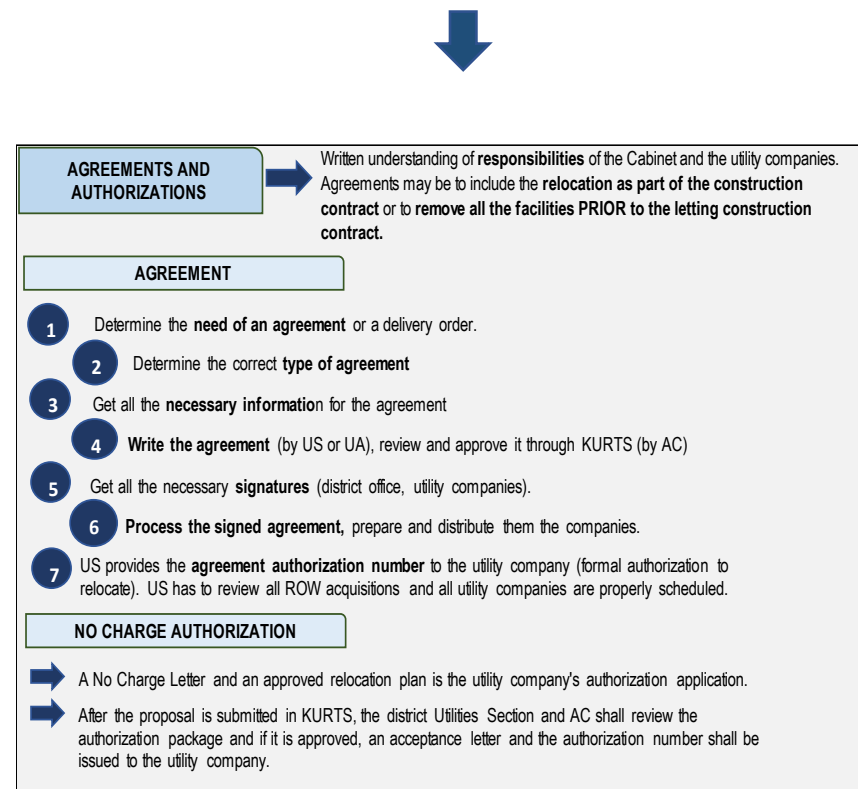 AGREEMENTS AND
AUTHORIZATIONS
Written understanding of responsibilities of the Cabinet and the utility companies.
Agreements may be to include the relocation as part of the construction
contract or to remove all the facilities PRIOR to the letting construction
contract.
AGREEMENT
1 Determine the need of an agreement or a delivery order.
2 Determine the correct type of agreement
3 Get all the necessary information for the agreement
4 Write the agreement (by US or UA), review and approve it through KURTS (by AC)
5 Get all the necessary signatures (district office, utility companies).
6 Process the signed agreement, prepare and distribute them the companies.
7 US provides the agreement authorization number to the utility company (formal authorization to
relocate). US has to review all ROW acquisitions and all utility companies are properly scheduled.
NO CHARGE AUTHORIZATION
A No Charge Letter and an approved relocation plan is the utility company's authorization application.
After the proposal is submitted in KURTS, the district Utilities Section and AC shall review the
authorization package and if it is approved, an acceptance letter and the authorization number shall be
issued to the utility company.